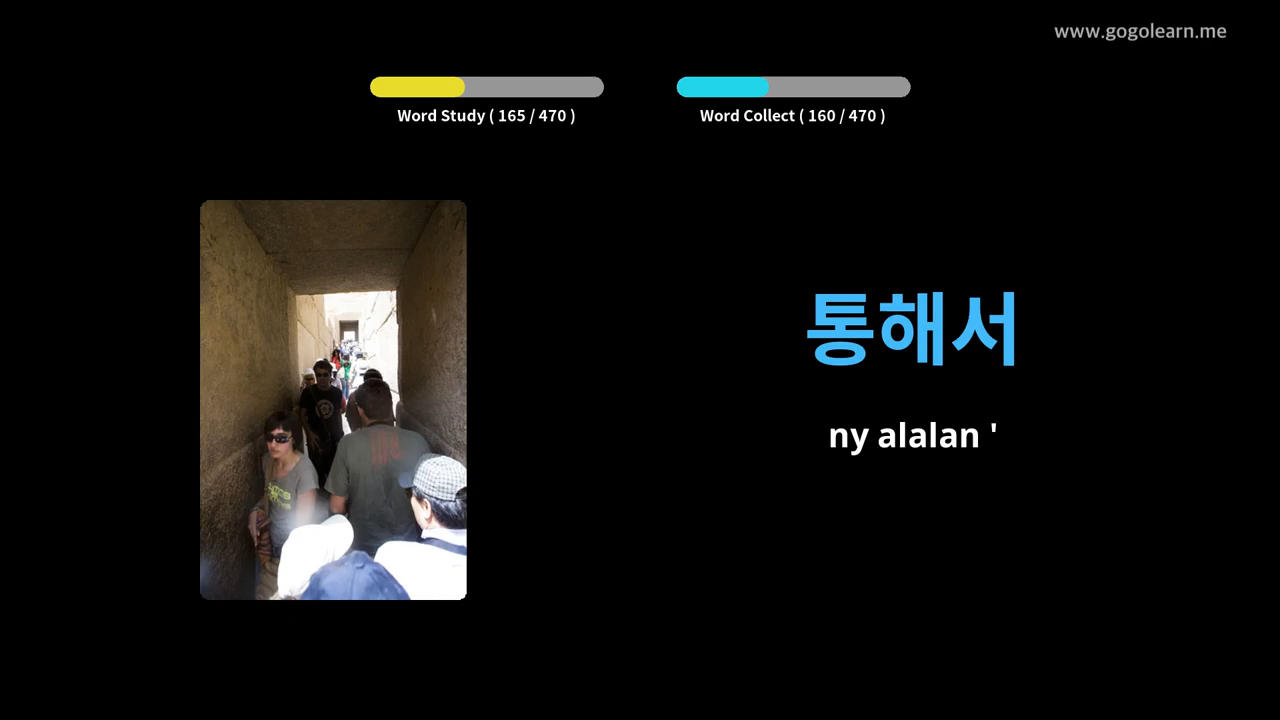 www.gogolearn.me
Word Study ( 165 / 470 )
Word Collect ( 160 / 470 )
통해서
ny alalan '